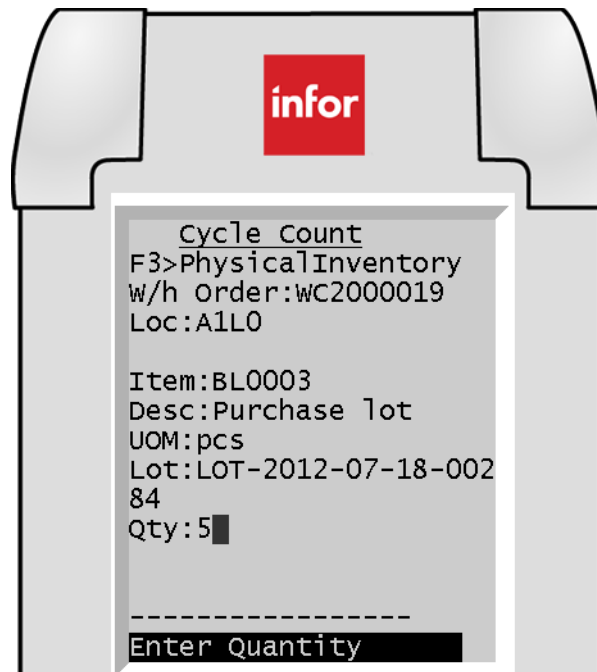 infor
Cycle Count
F3>PhysicalInventory
W/h Order:WC2000019
Loc:A1L0
Item:BL0003
Desc:Purchase lot
UOM:pcs
Lot:LOT-2012-07-18-002
84
Qty:5
-----------------
Enter Quantity